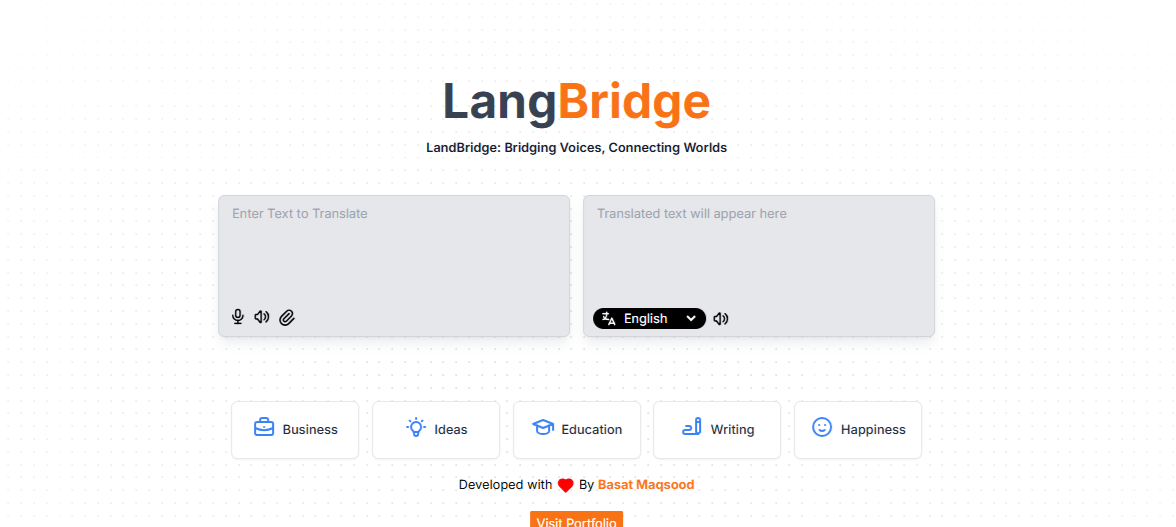 LangBridge
LandBridge: Bridging Voices, Connecting Worlds
Enter Text to Translate
Translated text will appear here
English
Business
Ideas
Education
Writing
Happiness
Developed with By Basat Maqsood
Visit Portfolio